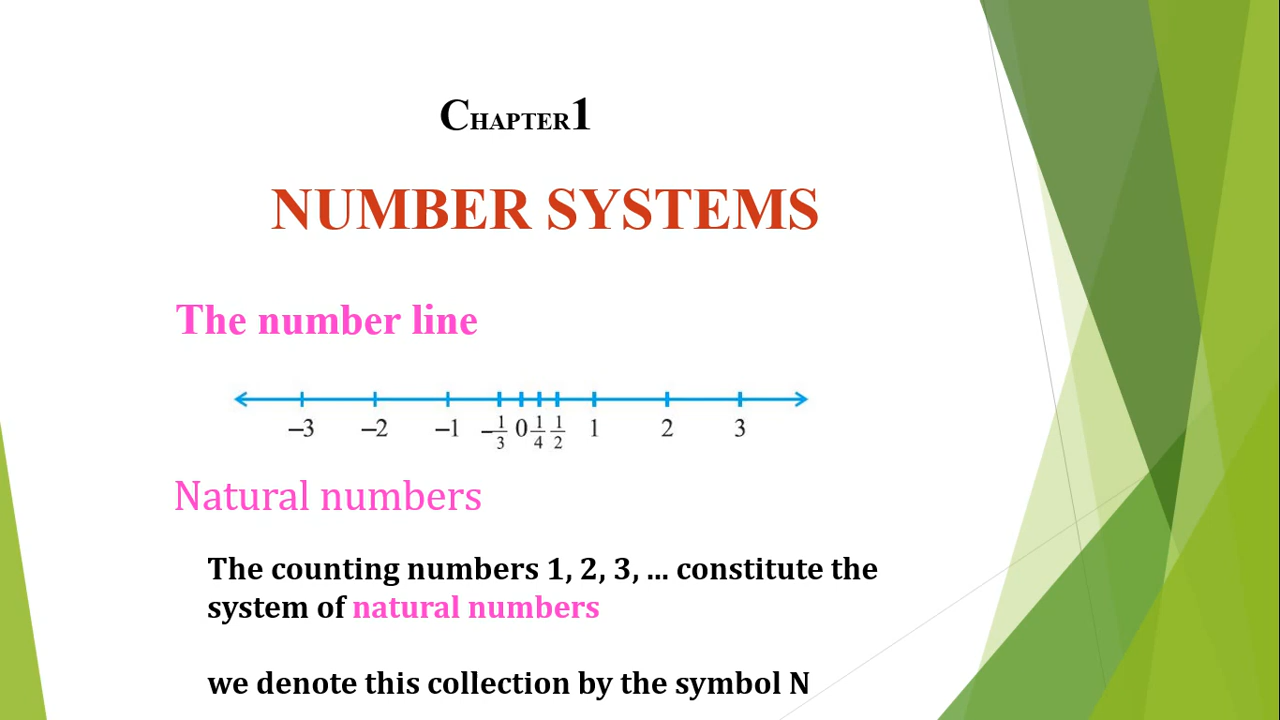 CHAPTER1
NUMBER SYSTEMS
The number line
–3 –2 –1 –1/3 0 1/4 1/2 1 2 3
Natural numbers
The counting numbers 1, 2, 3, ... constitute the
system of natural numbers
we denote this collection by the symbol N